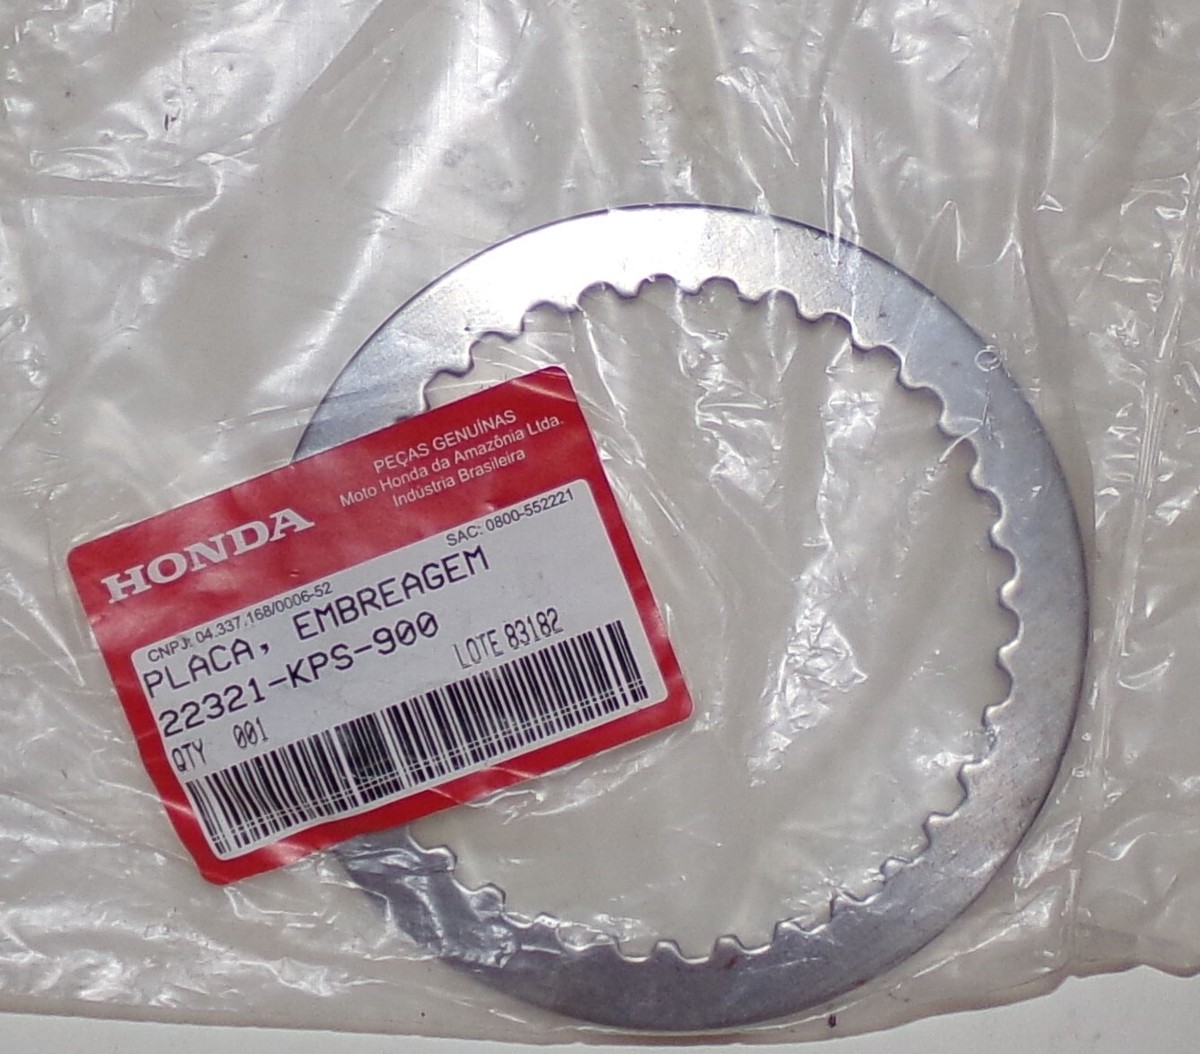 HONDA
PEÇAS GENUÍNAS
Moto Honda da Amazônia Ltda.
Indústria Brasileira
CNPJ: 04.337.168/0006-52
SAC: 0800-552221
PLACA, EMBREAGEM
22321-KPS-900
QTY 001
LOTE 83182